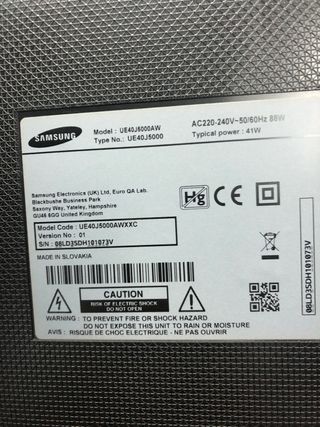 SAMSUNG
Model : UE40J5000AW
Type No.: UE40J5000
AC220-240V~50/60Hz 88W
Typical power : 41W
Samsung Electronics (UK) Ltd, Euro QA Lab.
Blackbushe Business Park
Saxony Way, Yateley, Hampshire
GU46 6GG United Kingdom
Hg
CE
Model Code : UE40J5000AWXXC
Version No : 01
S/N : 08LD3SDH101073V
MADE IN SLOVAKIA
CAUTION
RISK OF ELECTRIC SHOCK
DO NOT OPEN
WARNING : TO PREVENT FIRE OR SHOCK HAZARD
DO NOT EXPOSE THIS UNIT TO RAIN OR MOISTURE
AVIS : RISQUE DE CHOC ELECTRIQUE - NE PAS OUVRIR
08LD3SDH101073V